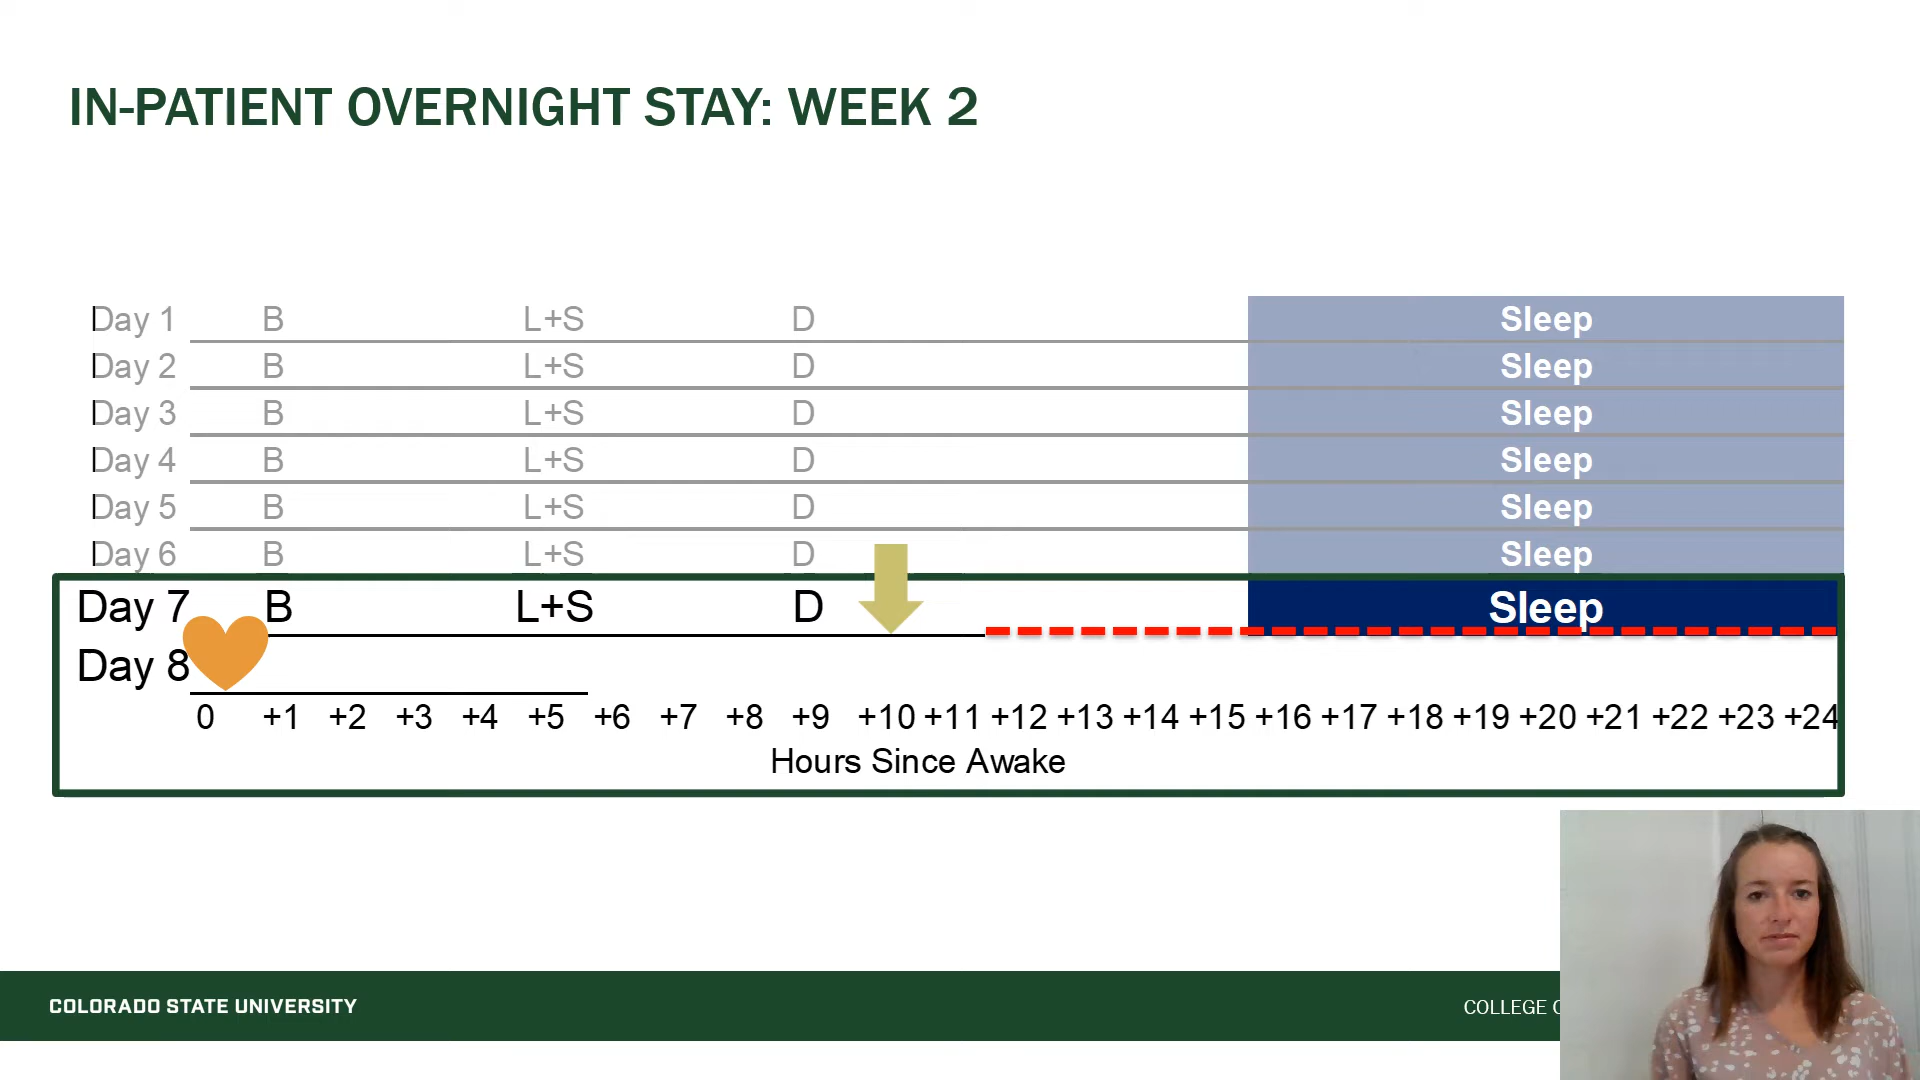 IN-PATIENT OVERNIGHT STAY: WEEK 2
Day 1 B L+S D Sleep
Day 2 B L+S D Sleep
Day 3 B L+S D Sleep
Day 4 B L+S D Sleep
Day 5 B L+S D Sleep
Day 6 B L+S D Sleep
Day 7 B L+S D Sleep
Day 8
0 +1 +2 +3 +4 +5 +6 +7 +8 +9 +10 +11 +12 +13 +14 +15 +16 +17 +18 +19 +20 +21 +22 +23 +24
Hours Since Awake
COLORADO STATE UNIVERSITY
COLLEGE